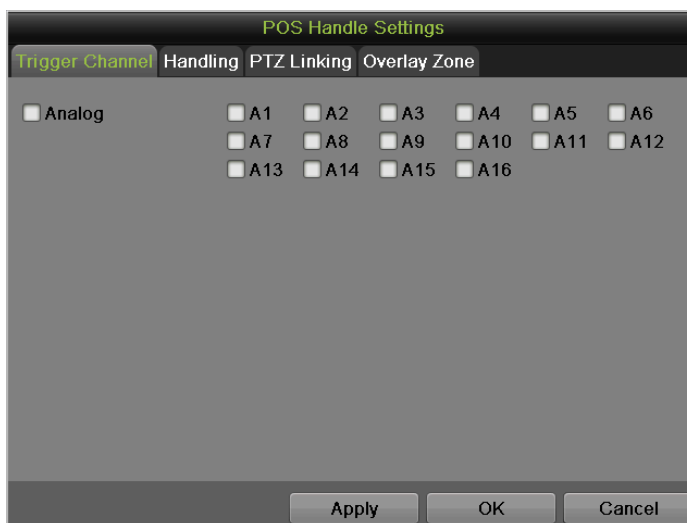 POS Handle Settings
Trigger Channel Handling PTZ Linking Overlay Zone
Analog A1 A2 A3 A4 A5 A6
A7 A8 A9 A10 A11 A12
A13 A14 A15 A16
Apply OK Cancel